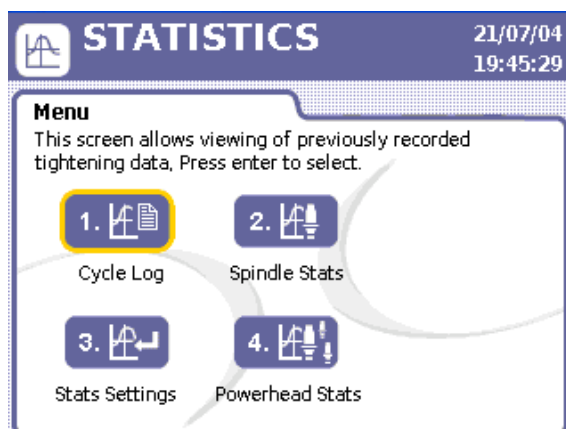 STATISTICS
21/07/04
19:45:29
Menu
This screen allows viewing of previously recorded
tightening data, Press enter to select.
1.
2.
Cycle Log
Spindle Stats
3.
4.
Stats Settings
Powerhead Stats